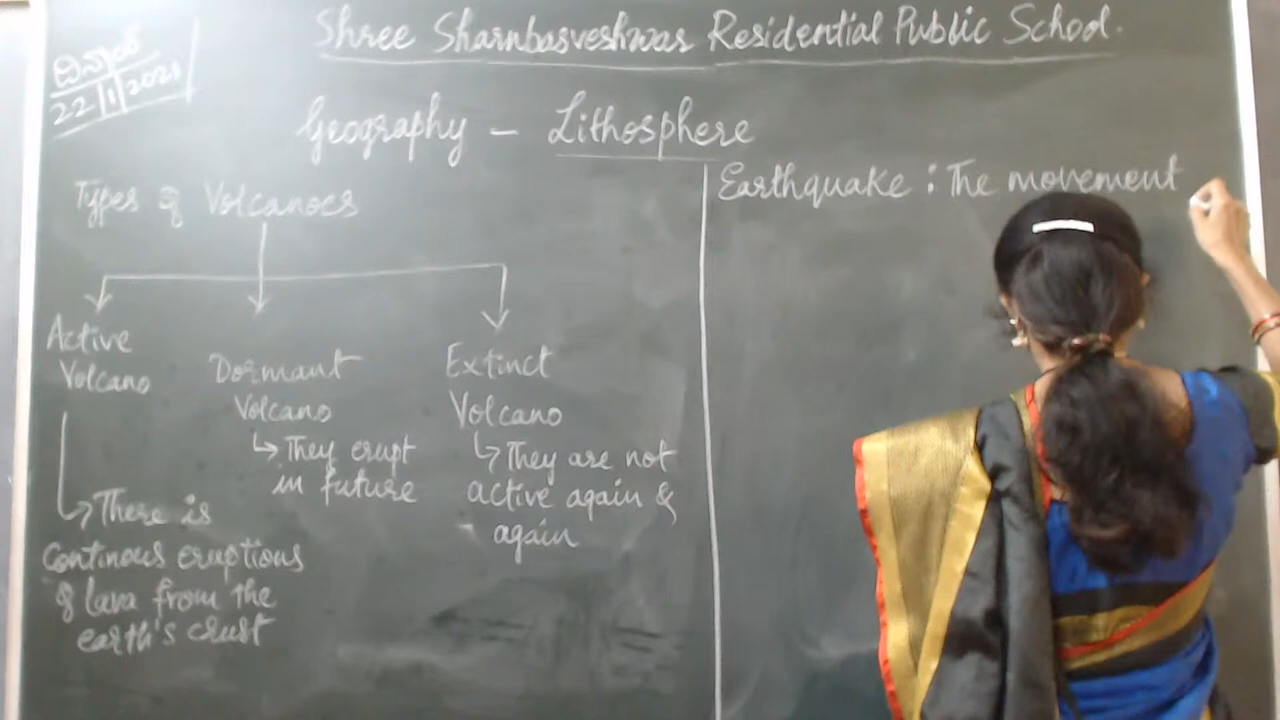 Shree Sharnbasveshwar Residential Public School.
ದಿನಾಂಕ
22/1/2021
Geography – Lithosphere
Types of Volcanoes
Active
Volcano
There is
Continous eruptions
of lava from the
earth's crust
Dormant
Volcano
They erupt
in future
Extinct
Volcano
They are not
active again &
again
Earthquake : The movement